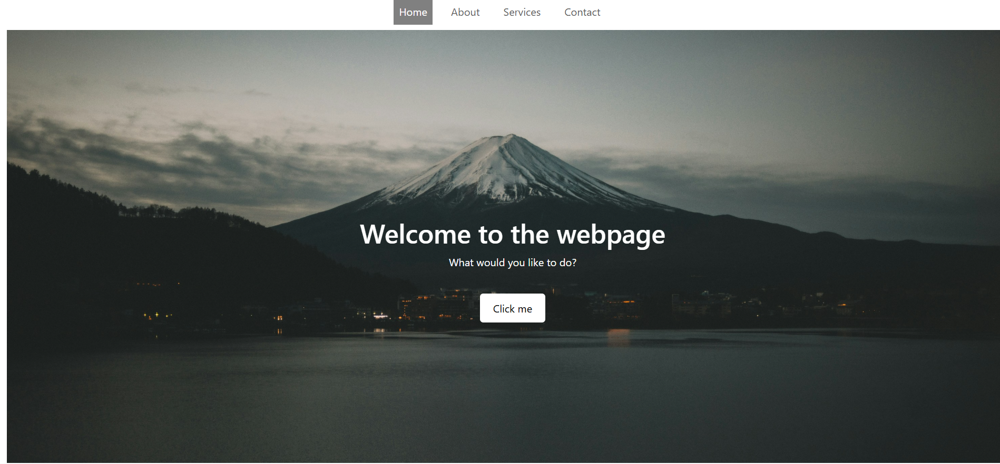 Home About Services Contact
Welcome to the webpage
What would you like to do?
Click me